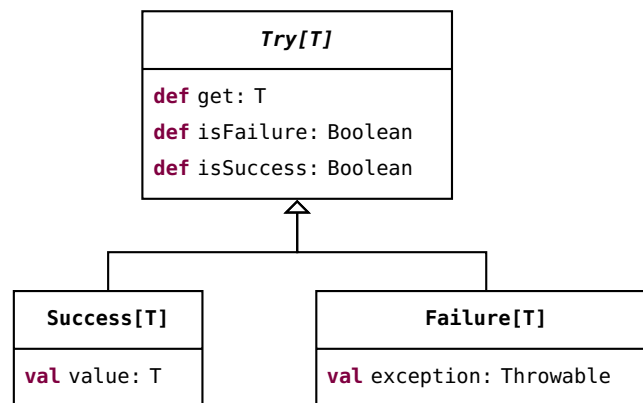 Try[T]
def get: T
def isFailure: Boolean
def isSuccess: Boolean
Success[T]
val value: T
Failure[T]
val exception: Throwable